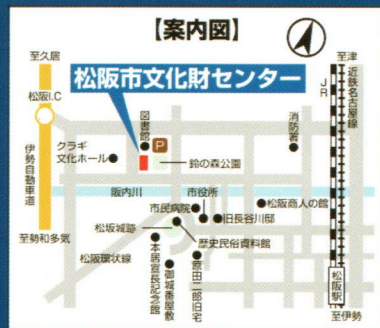 【案内図】
至久居
至津
松阪I.C
松阪市文化財センター
JR
近鉄名古屋線
図書館
P
消防署
クラギ
文化ホール
鈴の森公園
伊勢自動車道
阪内川
市役所
市民病院
松阪商人の館
旧長谷川邸
松坂城跡
歴史民俗資料館
至勢和多気
松阪環状線
本居宣長記念館
御城番屋敷
原田二郎旧宅
松阪駅
至伊勢